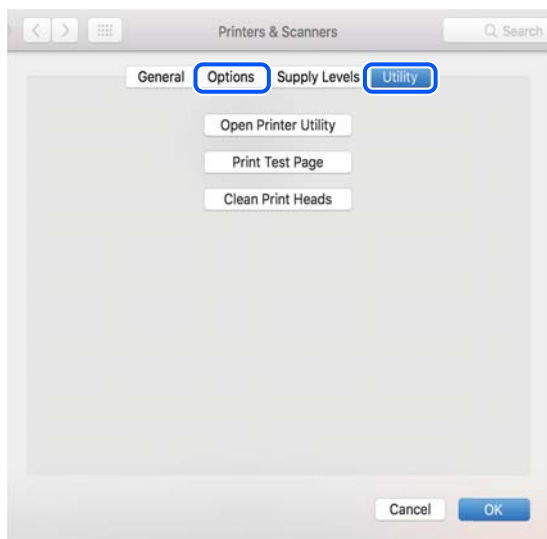 Printers & Scanners Search
General Options Supply Levels Utility
Open Printer Utility
Print Test Page
Clean Print Heads
Cancel OK